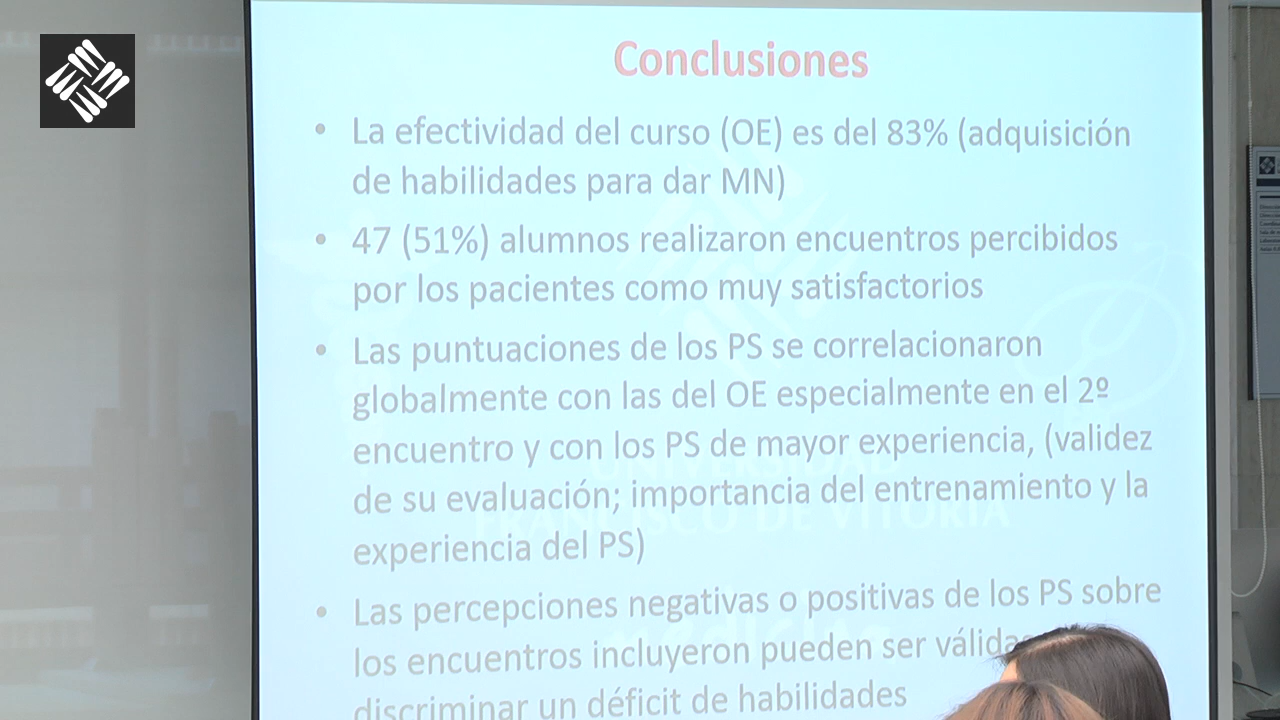 Conclusiones
• La efectividad del curso (OE) es del 83% (adquisición
de habilidades para dar MN)
• 47 (51%) alumnos realizaron encuentros percibidos
por los pacientes como muy satisfactorios
• Las puntuaciones de los PS se correlacionaron
globalmente con las del OE especialmente en el 2º
encuentro y con los PS de mayor experiencia, (validez
de su evaluación; importancia del entrenamiento y la
experiencia del PS)
• Las percepciones negativas o positivas de los PS sobre
los encuentros incluyeron pueden ser
discriminar un déficit de habilidades
UNIVERSIDAD
FRANCISCO DE VITORIA